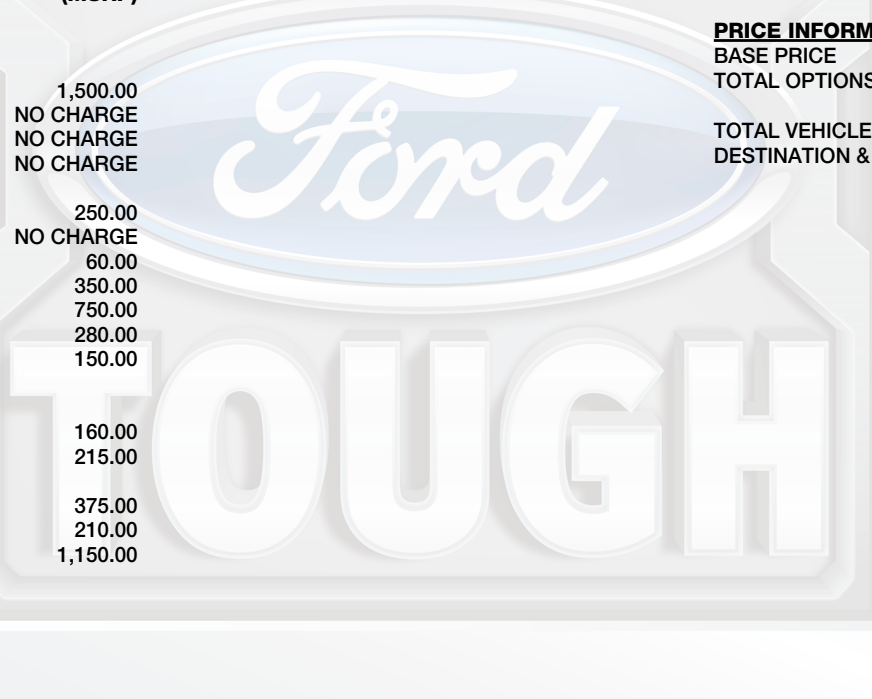 (MSRP)
1,500.00
NO CHARGE
NO CHARGE
NO CHARGE
250.00
NO CHARGE
60.00
350.00
750.00
280.00
150.00
160.00
215.00
375.00
210.00
1,150.00
PRICE INFORM
BASE PRICE
TOTAL OPTIONS
TOTAL VEHICLE
DESTINATION &
Ford
TOUGH